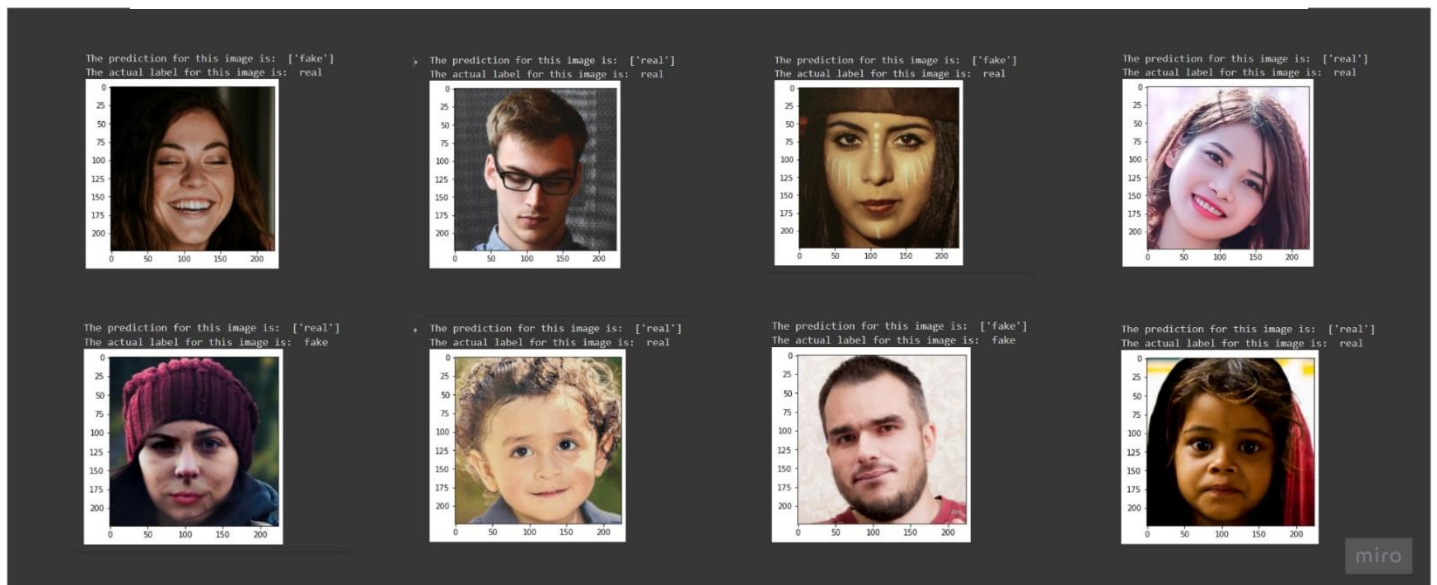 The prediction for this image is: ['fake']
The actual label for this image is: real
0
25
50
75
100
125
150
175
200
0 50 100 150 200
The prediction for this image is: ['real']
The actual label for this image is: real
0
25
50
75
100
125
150
175
200
0 50 100 150 200
The prediction for this image is: ['fake']
The actual label for this image is: real
0
25
50
75
100
125
150
175
200
0 50 100 150 200
The prediction for this image is: ['real']
The actual label for this image is: real
0
25
50
75
100
125
150
175
200
0 50 100 150 200
The prediction for this image is: ['real']
The actual label for this image is: fake
0
25
50
75
100
125
150
175
200
0 50 100 150 200
The prediction for this image is: ['real']
The actual label for this image is: real
0
25
50
75
100
125
150
175
200
0 50 100 150 200
The prediction for this image is: ['fake']
The actual label for this image is: fake
0
25
50
75
100
125
150
175
200
0 50 100 150 200
The prediction for this image is: ['real']
The actual label for this image is: real
0
25
50
75
100
125
150
175
200
0 50 100 150 200
miro